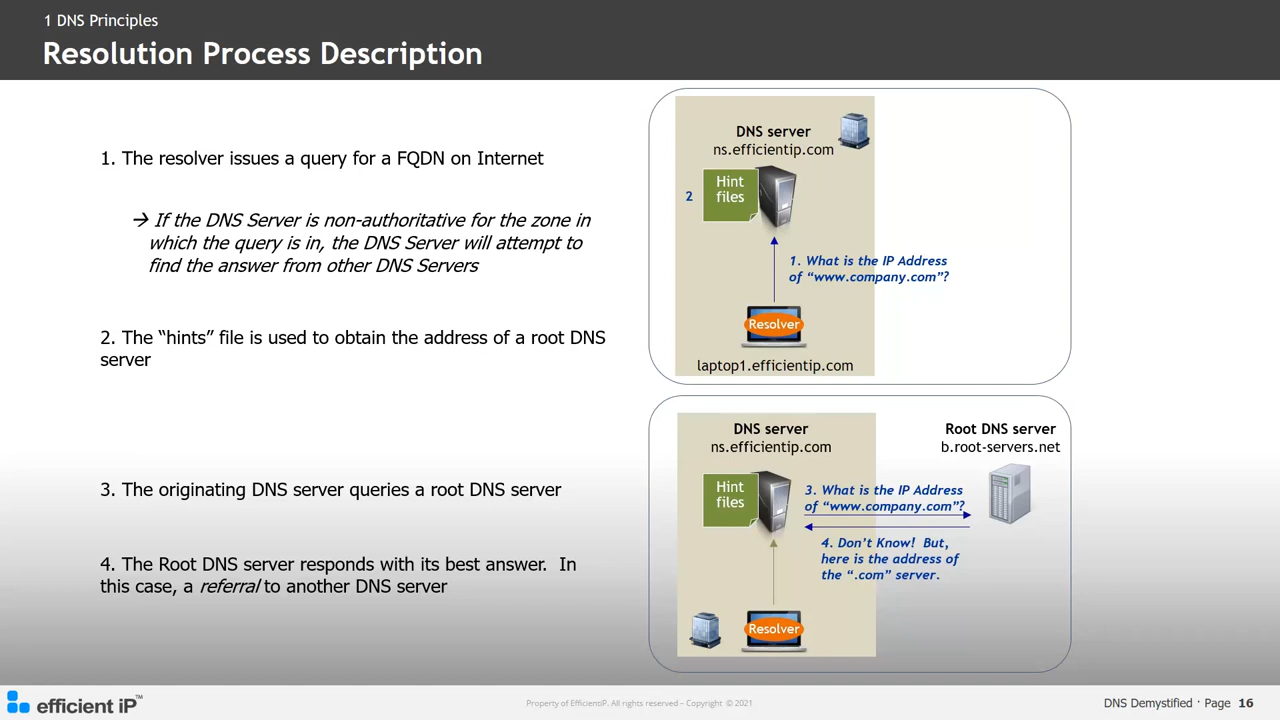 1 DNS Principles
Resolution Process Description
1. The resolver issues a query for a FQDN on Internet
→ If the DNS Server is non-authoritative for the zone in
which the query is in, the DNS Server will attempt to
find the answer from other DNS Servers
2. The “hints” file is used to obtain the address of a root DNS
server
3. The originating DNS server queries a root DNS server
4. The Root DNS server responds with its best answer. In
this case, a referral to another DNS server
DNS server
ns.efficientip.com
Hint
files
2
1. What is the IP Address
of “www.company.com”?
Resolver
laptop1.efficientip.com
DNS server
ns.efficientip.com
Root DNS server
b.root-servers.net
Hint
files
3. What is the IP Address
of “www.company.com”?
4. Don’t Know! But,
here is the address of
the “.com” server.
Resolver
efficient iP™
Property of EfficientiP. All rights reserved – Copyright © 2021
DNS Demystified · Page 16